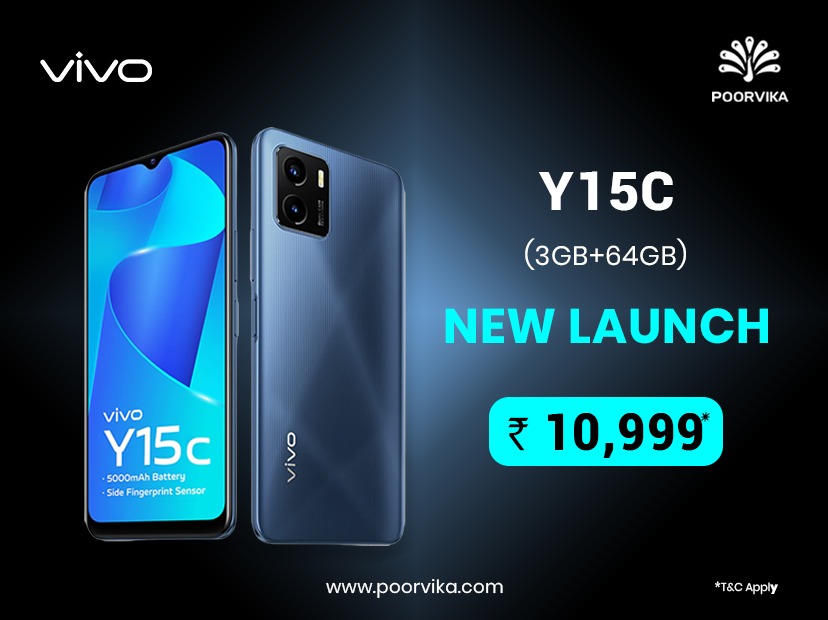 vivo
POORVIKA
Y15C
(3GB+64GB)
NEW LAUNCH
₹ 10,999*
vivo
Y15c
· 5000mAh Battery
· Side Fingerprint Sensor
vivo
www.poorvika.com
*T&C Apply